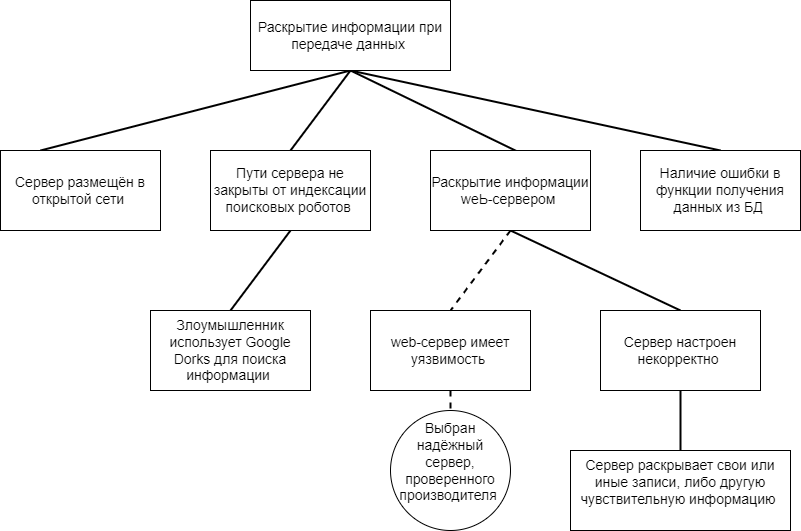 Раскрытие информации при
передаче данных
Сервер размещён в
открытой сети
Пути сервера не
закрыты от индексации
поисковых роботов
Раскрытие информации
weЬ-сервером
Наличие ошибки в
функции получения
данных из БД
Злоумышленник
использует Google
Dorks для поиска
информации
web-сервер имеет
уязвимость
Сервер настроен
некорректно
Выбран
надёжный
сервер,
проверенного
производителя
Сервер раскрывает свои или
иные записи, либо другую
чувствительную информацию